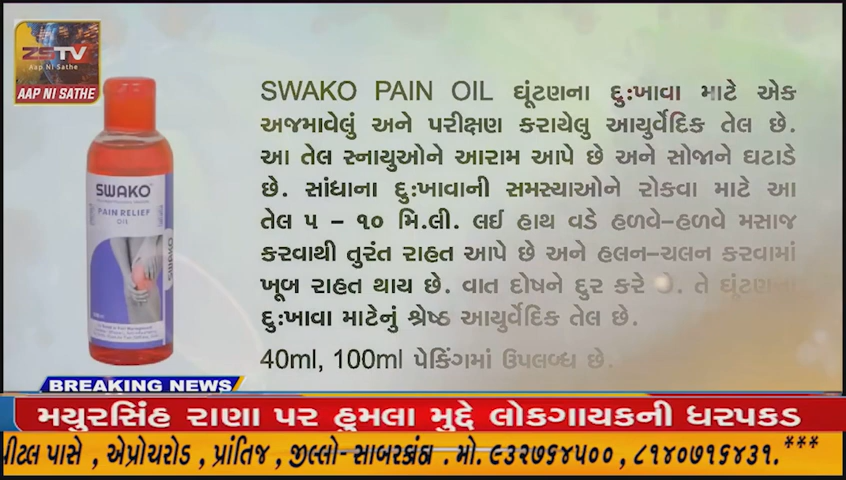 ZSTV
Aap Ni Sathe
AAP NI SATHE
SWAKO
PAIN RELIEF
OIL
SWAKO
SWAKO PAIN OIL ઘૂંટણના દુઃખાવા માટે એક
અજમાવેલું અને પરીક્ષણ કરાયેલુ આયુર્વેદિક તેલ છે.
આ તેલ સ્નાયુઓને આરામ આપે છે અને સોજાને ઘટાડે
છે. સાંધાના દુઃખાવાની સમસ્યાઓને રોકવા માટે આ
તેલ ૫ – ૧૦ મિ.લી. લઈ હાથ વડે હળવે-હળવે મસાજ
કરવાથી તુરંત રાહત આપે છે અને હલન-ચલન કરવામાં
ખૂબ રાહત થાય છે. વાત દોષને દુર કરે છે. તે ઘૂંટણના
દુઃખાવા માટેનું શ્રેષ્ઠ આયુર્વેદિક તેલ છે.
40ml, 100ml પેકિંગમાં ઉપલબ્ધ છે.
BREAKING NEWS
મયુરસિંહ રાણા પર હુમલા મુદ્દે લોકગાયકની ધરપકડ
પીટલ પાસે , એપ્રોચરોડ , પ્રાંતિજ , જીલ્લો- સાબરકાંઠા . મો. ૯૩૨૭૬૪૫૦૦ , ૮૧૪૦૭૧૬૪૩૧.***